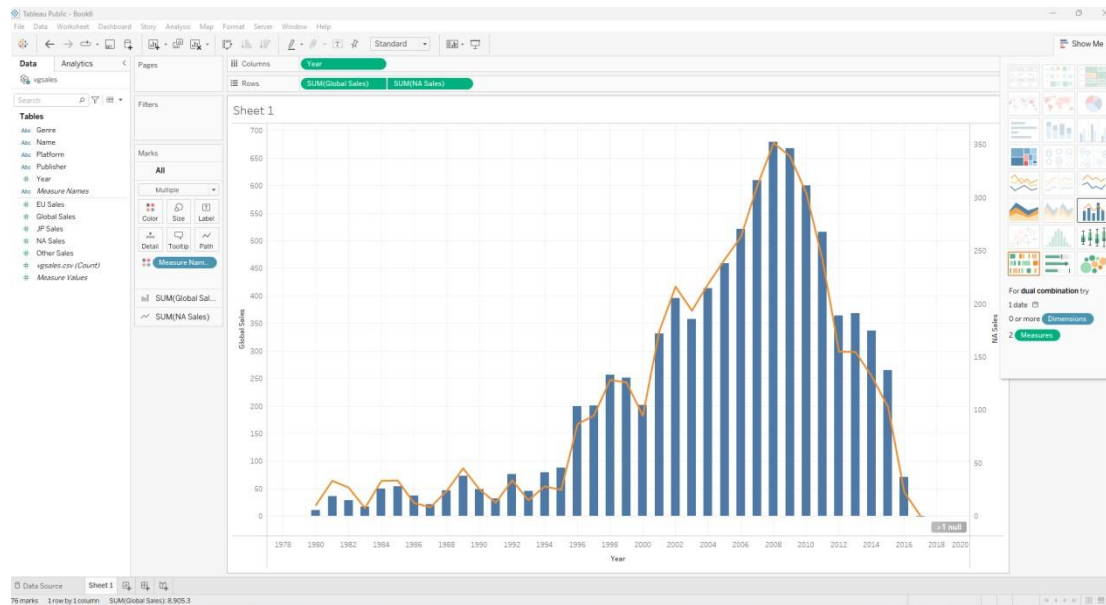 Tableau Public - Book6
File Data Worksheet Dashboard Story Analysis Map Format Server Window Help
Standard
Show Me
Data Analytics
vgsales
Search
Tables
Abc Genre
Abc Name
Abc Platform
Abc Publisher
# Year
Abc Measure Names
# EU Sales
# Global Sales
# JP Sales
# NA Sales
# Other Sales
# vgsales.csv (Count)
# Measure Values
Pages
Filters
Marks
All
Multiple
Color Size Label
Detail Tooltip Path
Measure Nam..
SUM(Global Sal...
SUM(NA Sales)
Columns Year
Rows SUM(Global Sales) SUM(NA Sales)
Sheet 1
700
650
600
550
500
450
400
350
300
250
200
150
100
50
0
Global Sales
350
300
250
200
150
100
50
0
NA Sales
>1 null
1978 1980 1982 1984 1986 1988 1990 1992 1994 1996 1998 2000 2002 2004 2006 2008 2010 2012 2014 2016 2018 2020
Year
For dual combination try
1 date
0 or more Dimensions
2 Measures
Data Source Sheet 1
76 marks 1 row by 1 column SUM(Global Sales): 8,905.3